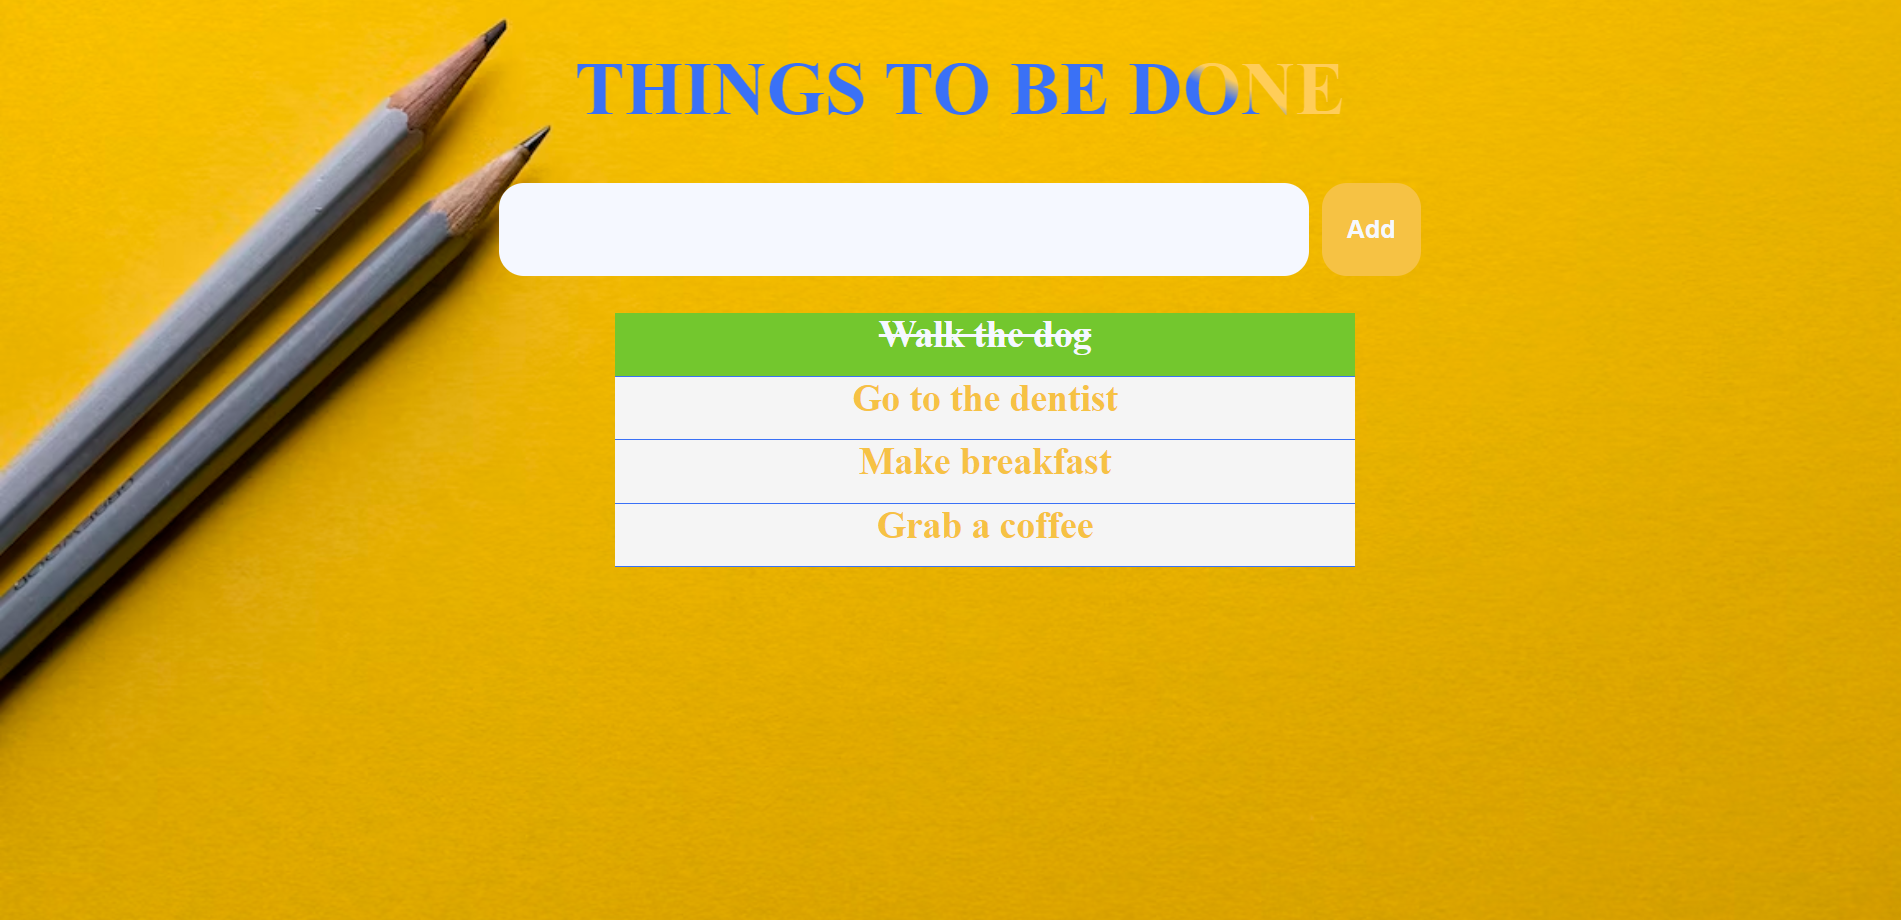 THINGS TO BE DONE
Add
Walk the dog
Go to the dentist
Make breakfast
Grab a coffee